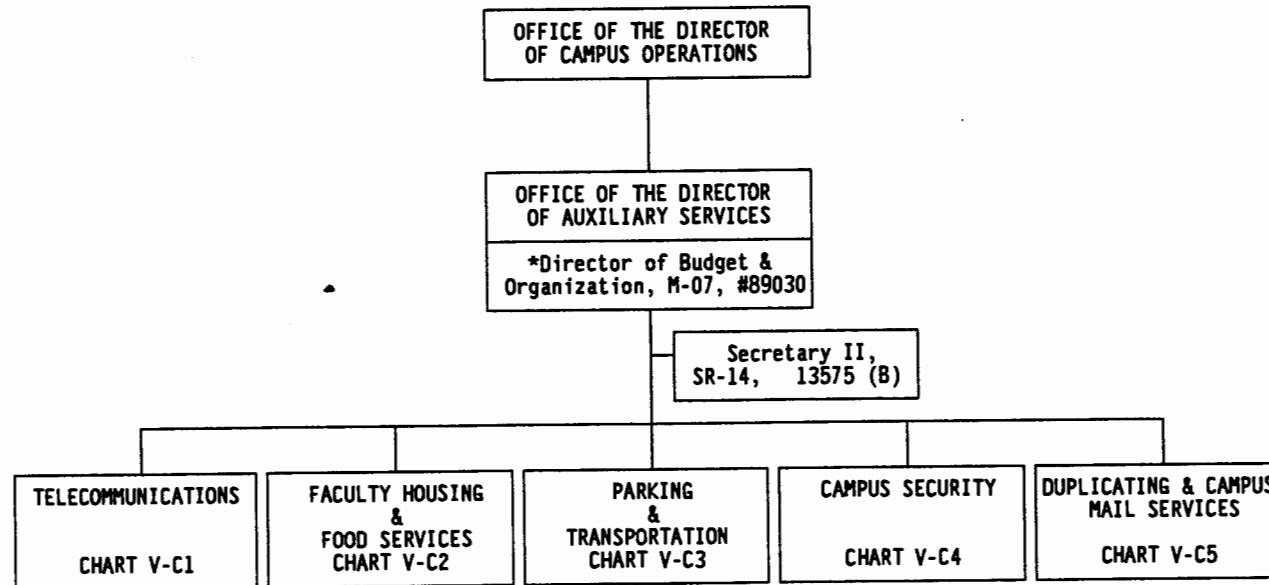 OFFICE OF THE DIRECTOR
OF CAMPUS OPERATIONS
OFFICE OF THE DIRECTOR
OF AUXILIARY SERVICES
*Director of Budget &
Organization, M-07, #89030
Secretary II,
SR-14, 13575 (B)
TELECOMMUNICATIONS
CHART V-C1
FACULTY HOUSING
&
FOOD SERVICES
CHART V-C2
PARKING
&
TRANSPORTATION
CHART V-C3
CAMPUS SECURITY
CHART V-C4
DUPLICATING & CAMPUS
MAIL SERVICES
CHART V-C5